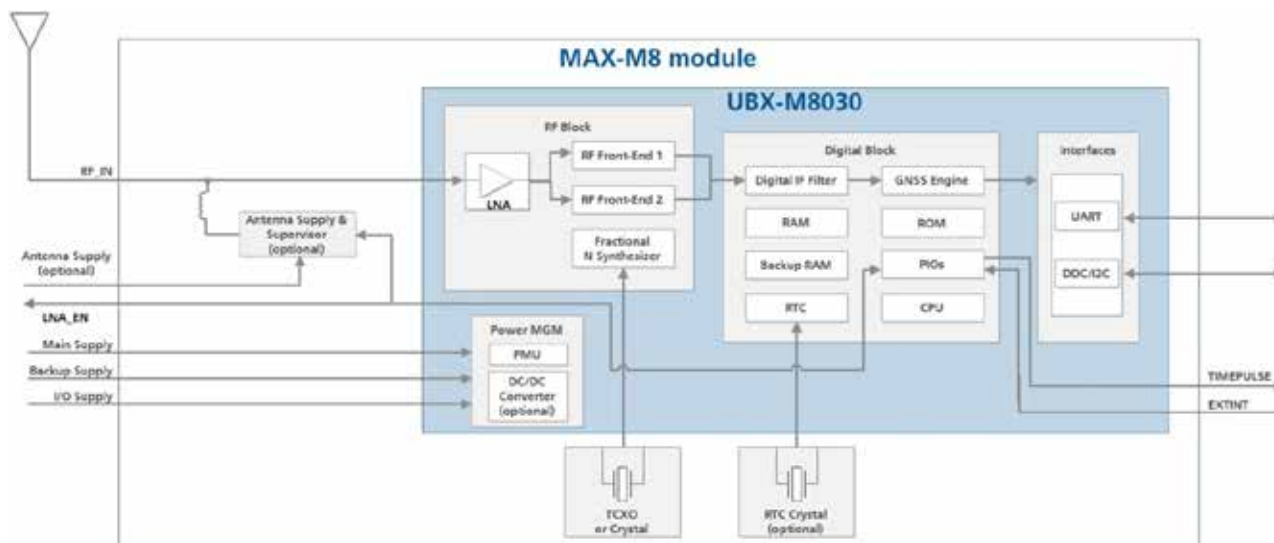 MAX-M8 module
UBX-M8030
RF Block
RF_IN
LNA
RF Front-End 1
RF Front-End 2
Fractional
N Synthesizer
Digital Block
Digital IF Filter
GNSS Engine
RAM
ROM
Backup RAM
PIOs
RTC
CPU
Interfaces
UART
DDC/I2C
Antenna Supply &
Supervisor
(optional)
Antenna Supply
(optional)
LNA_EN
Main Supply
Backup Supply
I/O Supply
Power MGM
PMU
DC/DC
Converter
(optional)
TIMEPULSE
EXTINT
TCXO
or Crystal
RTC Crystal
(optional)